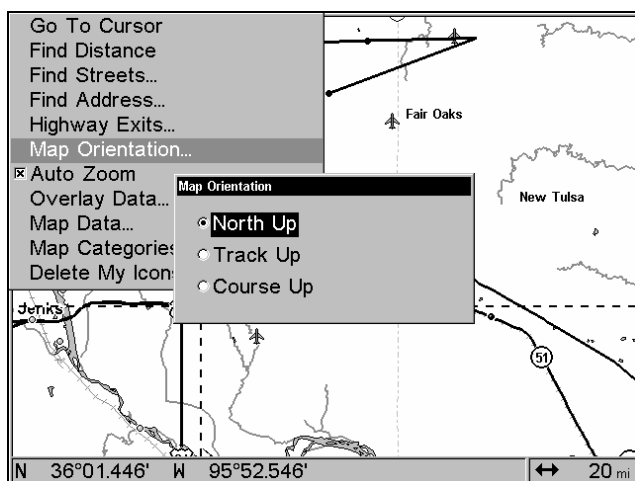 Go To Cursor
Find Distance
Find Streets...
Find Address...
Highway Exits...
Map Orientation...
Auto Zoom
Overlay Data...
Map Data...
Map Categories
Delete My Icon
Map Orientation
North Up
Track Up
Course Up
Fair Oaks
New Tulsa
Jenks
51
N 36°01.446' W 95°52.546'
20 mi